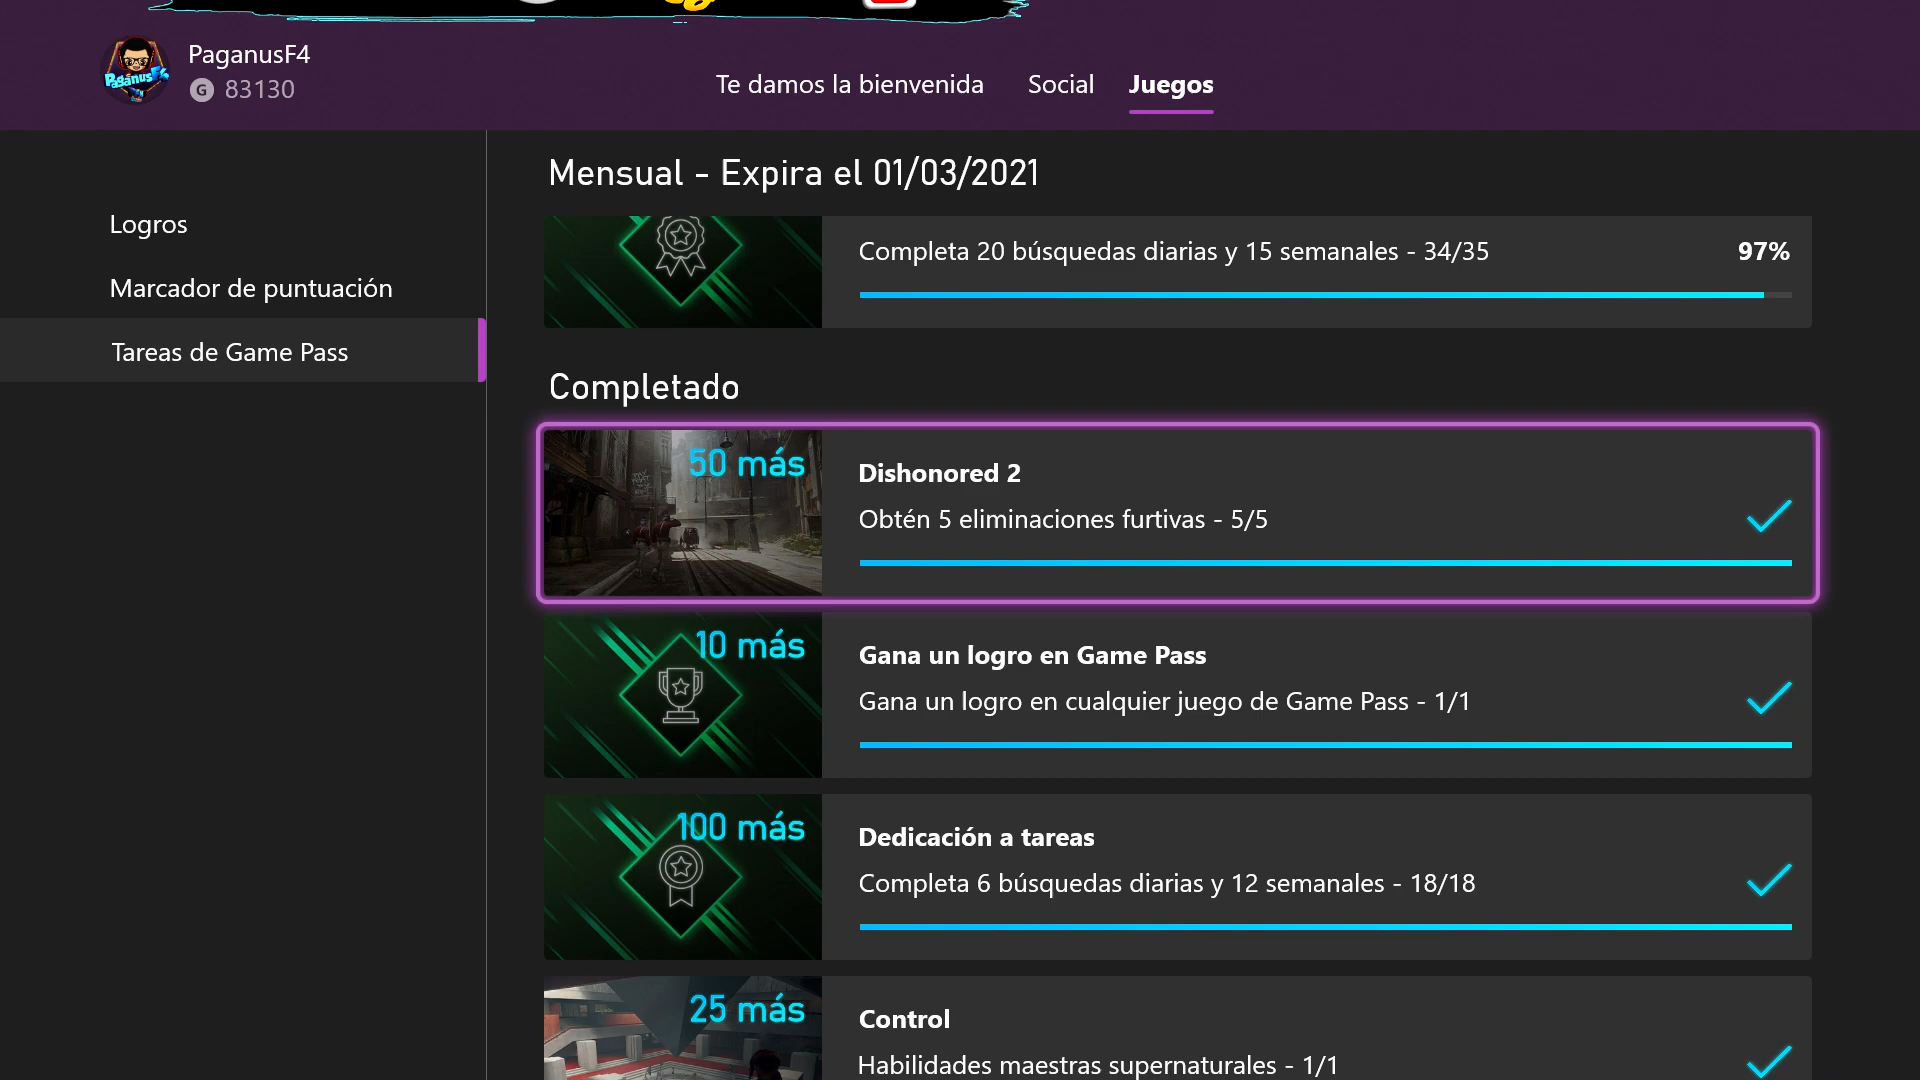 PaganusF4
G 83130
Te damos la bienvenida
Social
Juegos
Logros
Marcador de puntuación
Tareas de Game Pass
Mensual - Expira el 01/03/2021
Completa 20 búsquedas diarias y 15 semanales - 34/35
97%
Completado
50 más
Dishonored 2
Obtén 5 eliminaciones furtivas - 5/5
10 más
Gana un logro en Game Pass
Gana un logro en cualquier juego de Game Pass - 1/1
100 más
Dedicación a tareas
Completa 6 búsquedas diarias y 12 semanales - 18/18
25 más
Control
Habilidades maestras supernaturales - 1/1